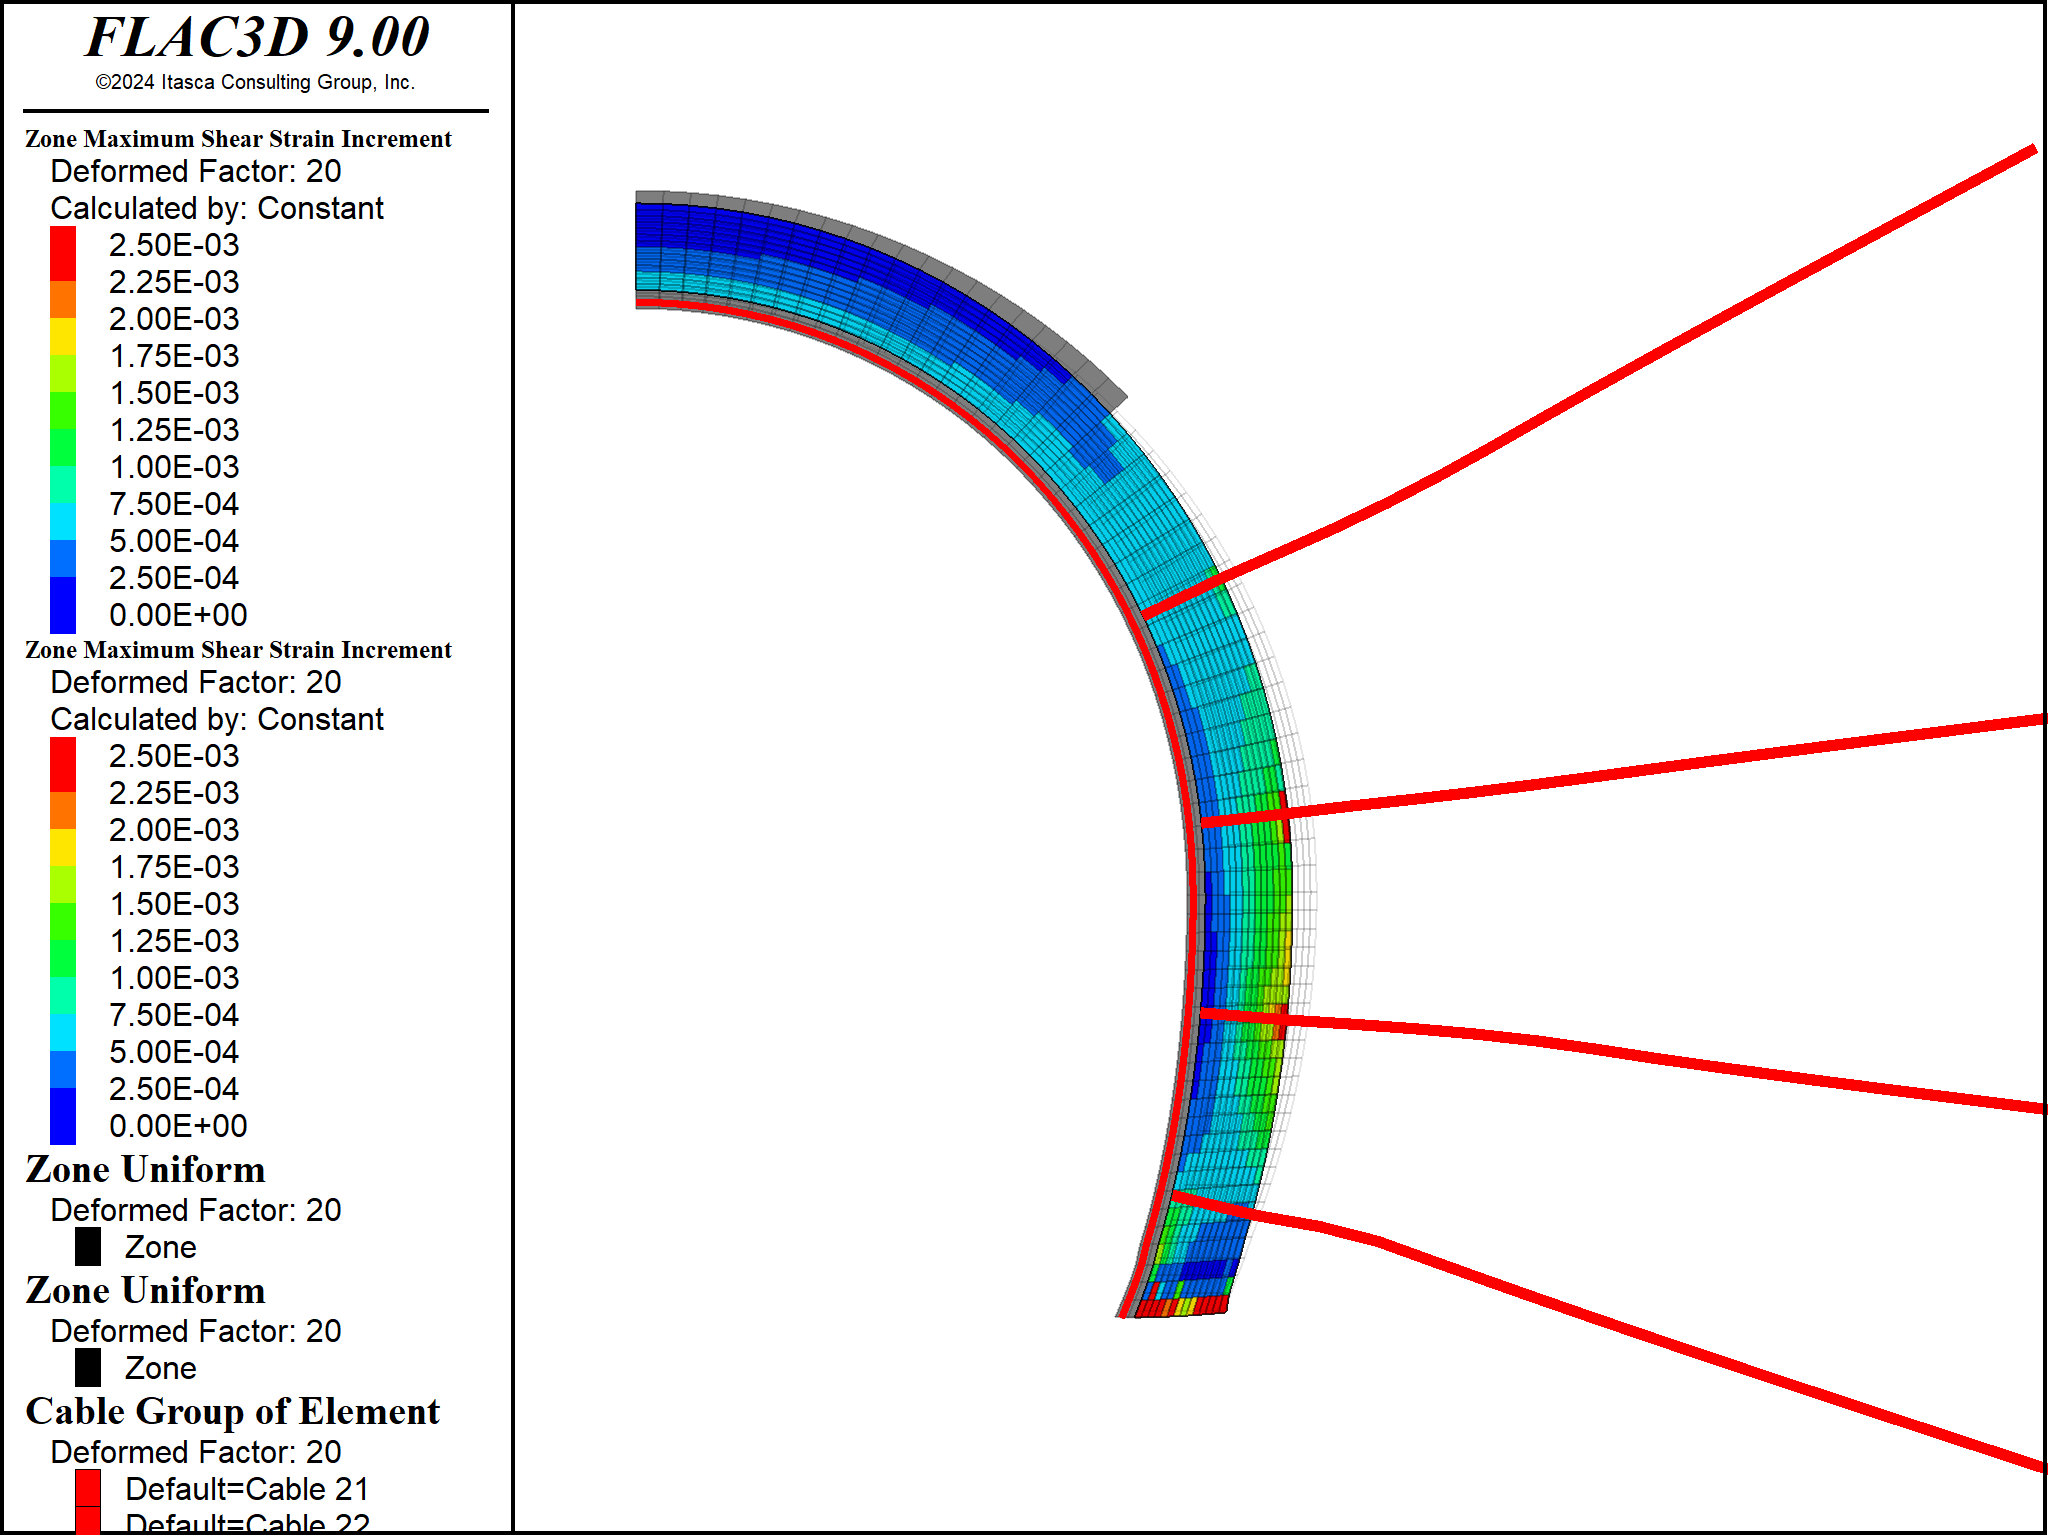 FLAC3D 9.00
©2024 Itasca Consulting Group, Inc.
Zone Maximum Shear Strain Increment
Deformed Factor: 20
Calculated by: Constant
2.50E-03
2.25E-03
2.00E-03
1.75E-03
1.50E-03
1.25E-03
1.00E-03
7.50E-04
5.00E-04
2.50E-04
0.00E+00
Zone Maximum Shear Strain Increment
Deformed Factor: 20
Calculated by: Constant
2.50E-03
2.25E-03
2.00E-03
1.75E-03
1.50E-03
1.25E-03
1.00E-03
7.50E-04
5.00E-04
2.50E-04
0.00E+00
Zone Uniform
Deformed Factor: 20
Zone
Zone Uniform
Deformed Factor: 20
Zone
Cable Group of Element
Deformed Factor: 20
Default=Cable 21
Default=Cable 22